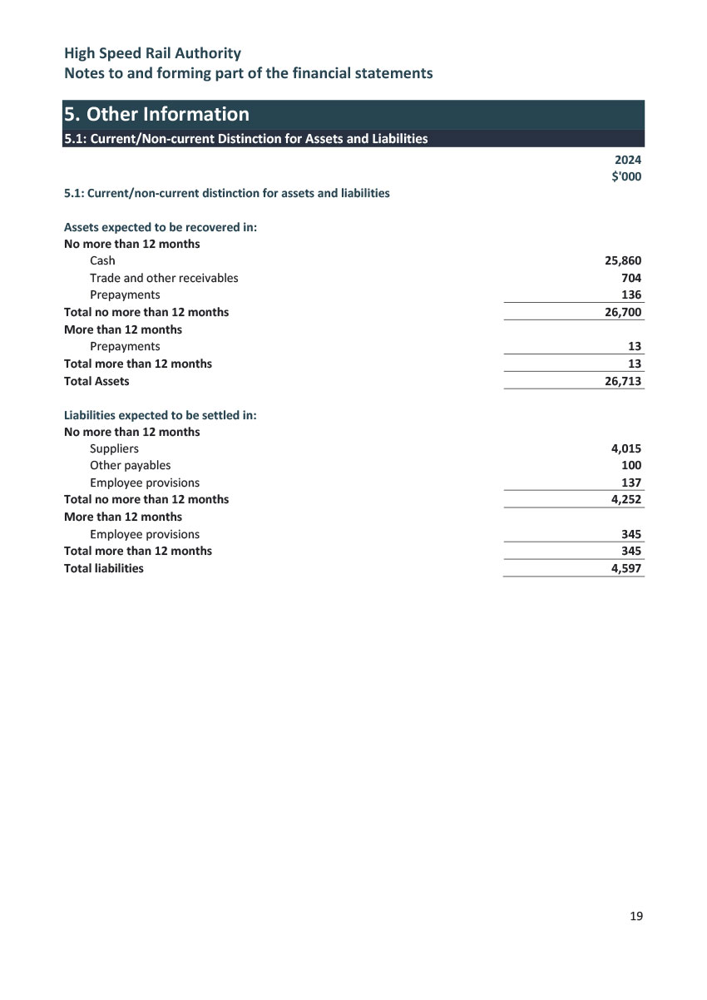 High Speed Rail Authority
Notes to and forming part of the financial statements
5. Other Information
5.1: Current/Non-current Distinction for Assets and Liabilities
2024
$'000
5.1: Current/non-current distinction for assets and liabilities
Assets expected to be recovered in:
No more than 12 months
Cash 25,860
Trade and other receivables 704
Prepayments 136
Total no more than 12 months 26,700
More than 12 months
Prepayments 13
Total more than 12 months 13
Total Assets 26,713
Liabilities expected to be settled in:
No more than 12 months
Suppliers 4,015
Other payables 100
Employee provisions 137
Total no more than 12 months 4,252
More than 12 months
Employee provisions 345
Total more than 12 months 345
Total liabilities 4,597
19